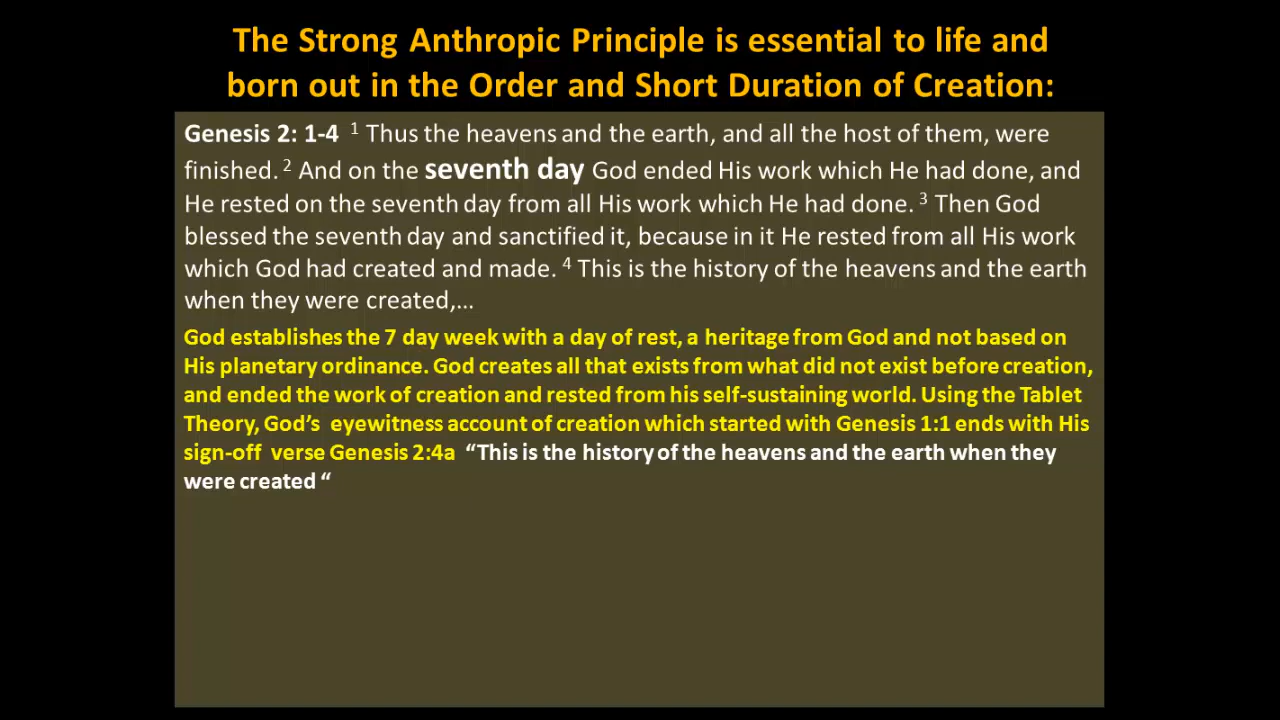 The Strong Anthropic Principle is essential to life and
born out in the Order and Short Duration of Creation:
Genesis 2: 1-4 1 Thus the heavens and the earth, and all the host of them, were
finished. 2 And on the seventh day God ended His work which He had done, and
He rested on the seventh day from all His work which He had done. 3 Then God
blessed the seventh day and sanctified it, because in it He rested from all His work
which God had created and made. 4 This is the history of the heavens and the earth
when they were created,...
God establishes the 7 day week with a day of rest, a heritage from God and not based on
His planetary ordinance. God creates all that exists from what did not exist before creation,
and ended the work of creation and rested from his self-sustaining world. Using the Tablet
Theory, God’s eyewitness account of creation which started with Genesis 1:1 ends with His
sign-off verse Genesis 2:4a “This is the history of the heavens and the earth when they
were created “